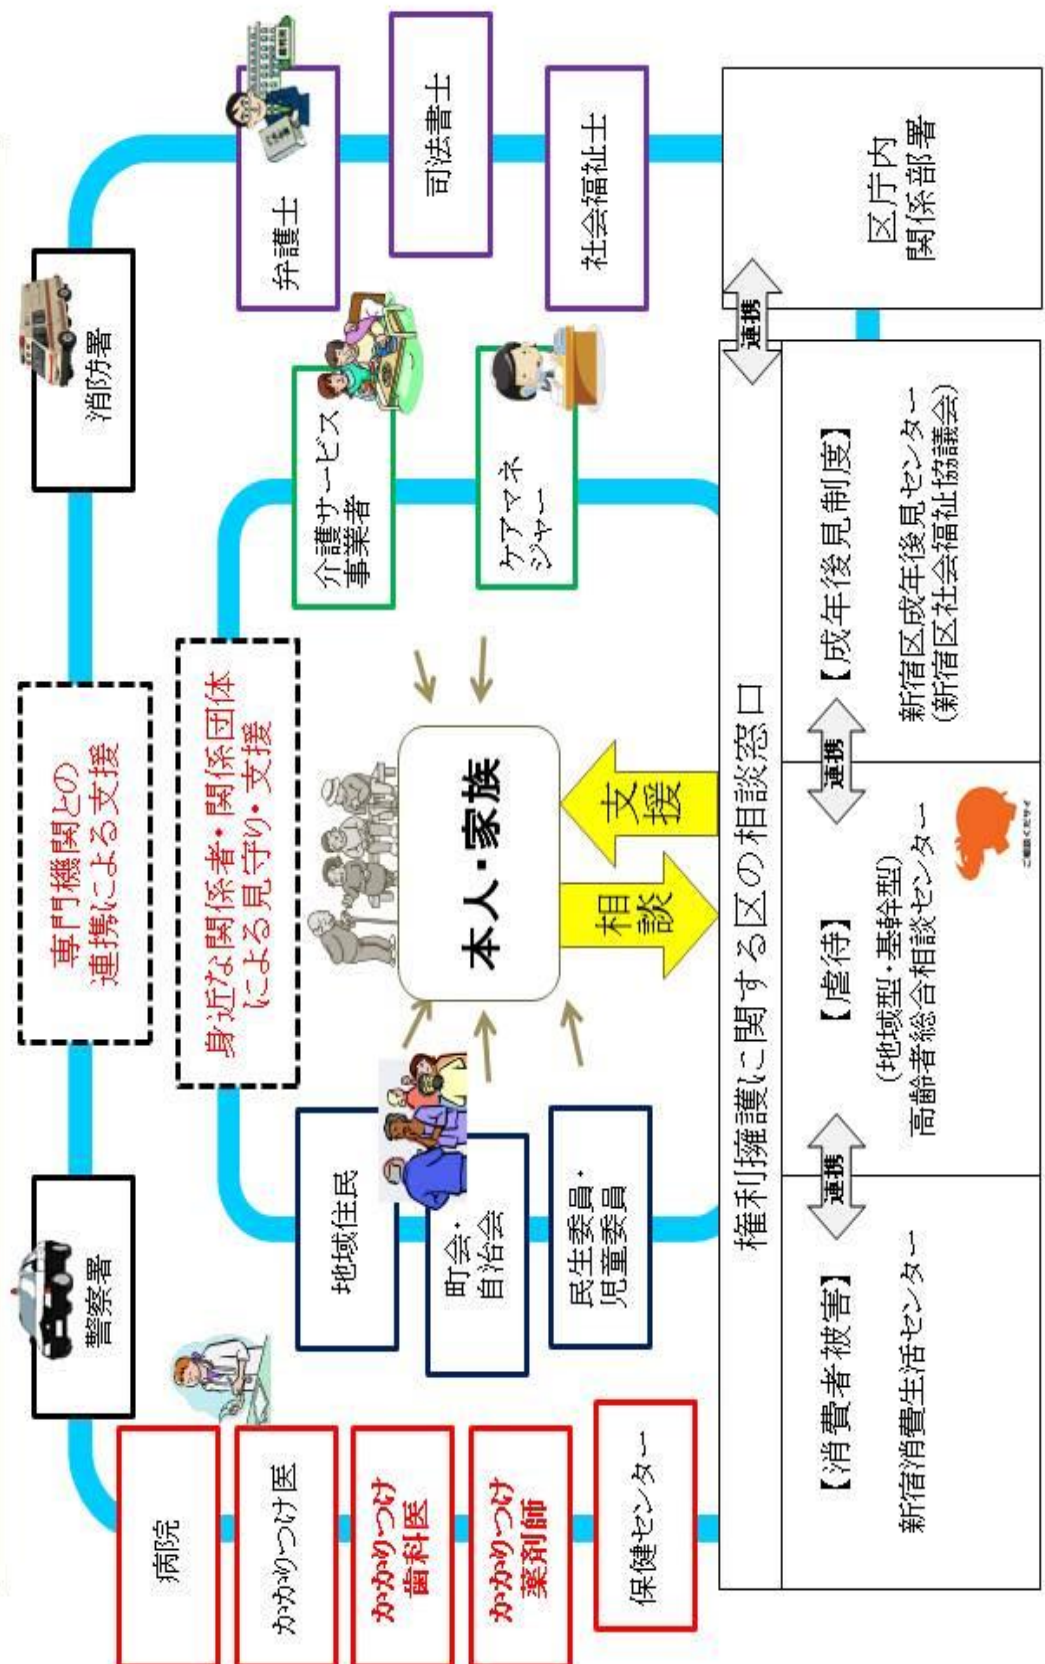 専門機関との
連携による支援
警察署
消防署
身近な関係者・関係団体
による見守り・支援
病院
かかりつけ医
かかりつけ
歯科医
かかりつけ
薬剤師
保健センター
地域住民
町会・
自治会
民生委員・
児童委員
本人・家族
相談
支援
介護サービス
事業者
ケアマネ
ジャー
弁護士
司法書士
社会福祉士
権利擁護に関する区の相談窓口
【消費者被害】
新宿消費生活センター
連携
【虐待】
(地域型・基幹型)
高齢者総合相談センター
ご相談くだサイ
連携
【成年後見制度】
新宿区成年後見センター
(新宿区社会福祉協議会)
連携
区庁内
関係部署